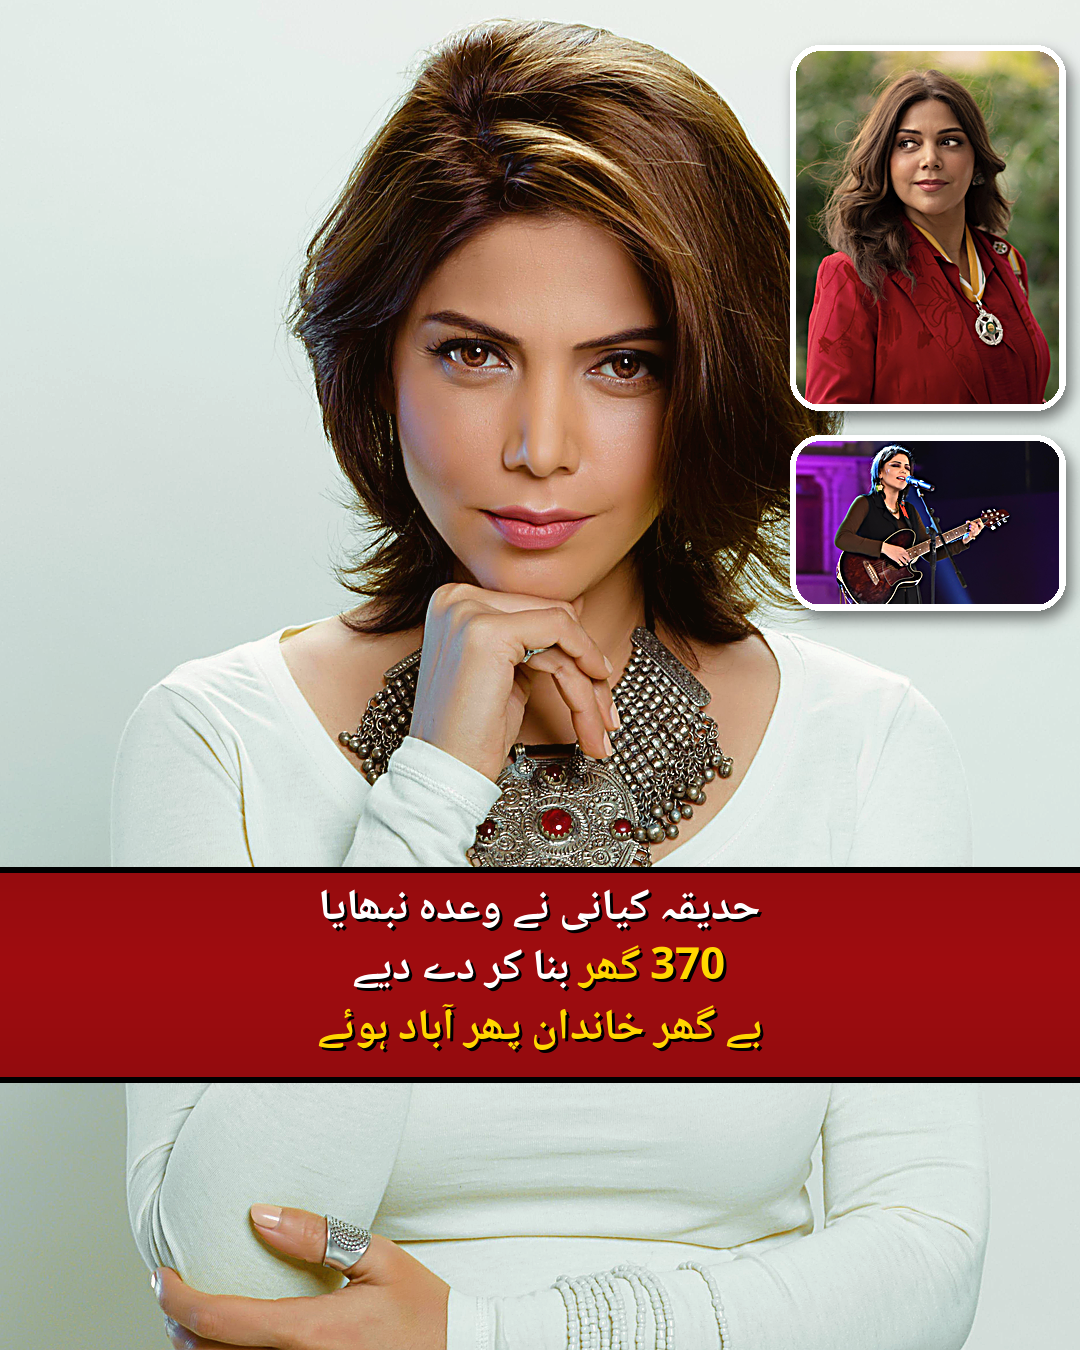 حدیقہ کیانی نے وعدہ نبھایا
370 گھر بنا کر دے دیے
بے گھر خاندان پھر آباد ہوئے